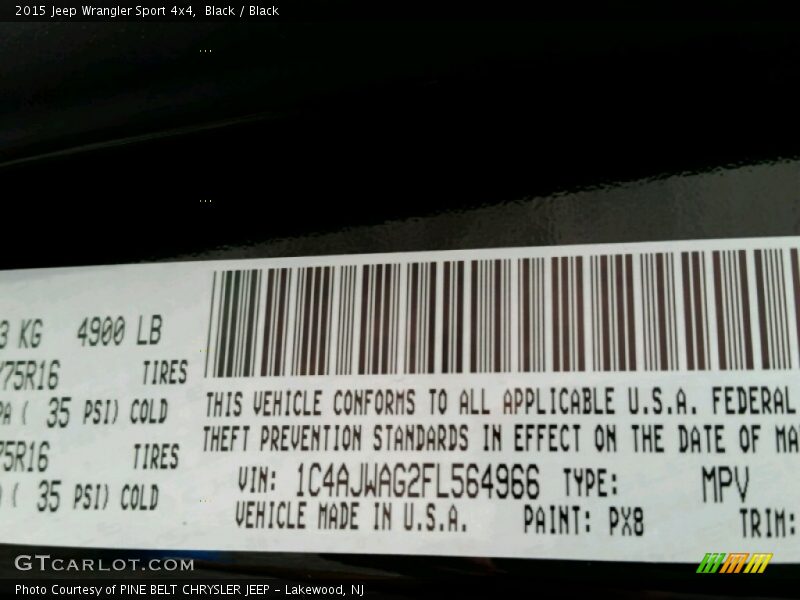 2015 Jeep Wrangler Sport 4x4,  Black / Black
3 KG 4900 LB
75R16 TIRES
PA ( 35 PSI) COLD
75R16 TIRES
( 35 PSI) COLD
THIS VEHICLE CONFORMS TO ALL APPLICABLE U.S.A. FEDERAL
THEFT PREVENTION STANDARDS IN EFFECT ON THE DATE OF MA
VIN: 1C4AJWAG2FL564966 TYPE: MPV
VEHICLE MADE IN U.S.A. PAINT: PX8 TRIM:
GTCARLOT.COM
Photo Courtesy of PINE BELT CHRYSLER JEEP - Lakewood, NJ